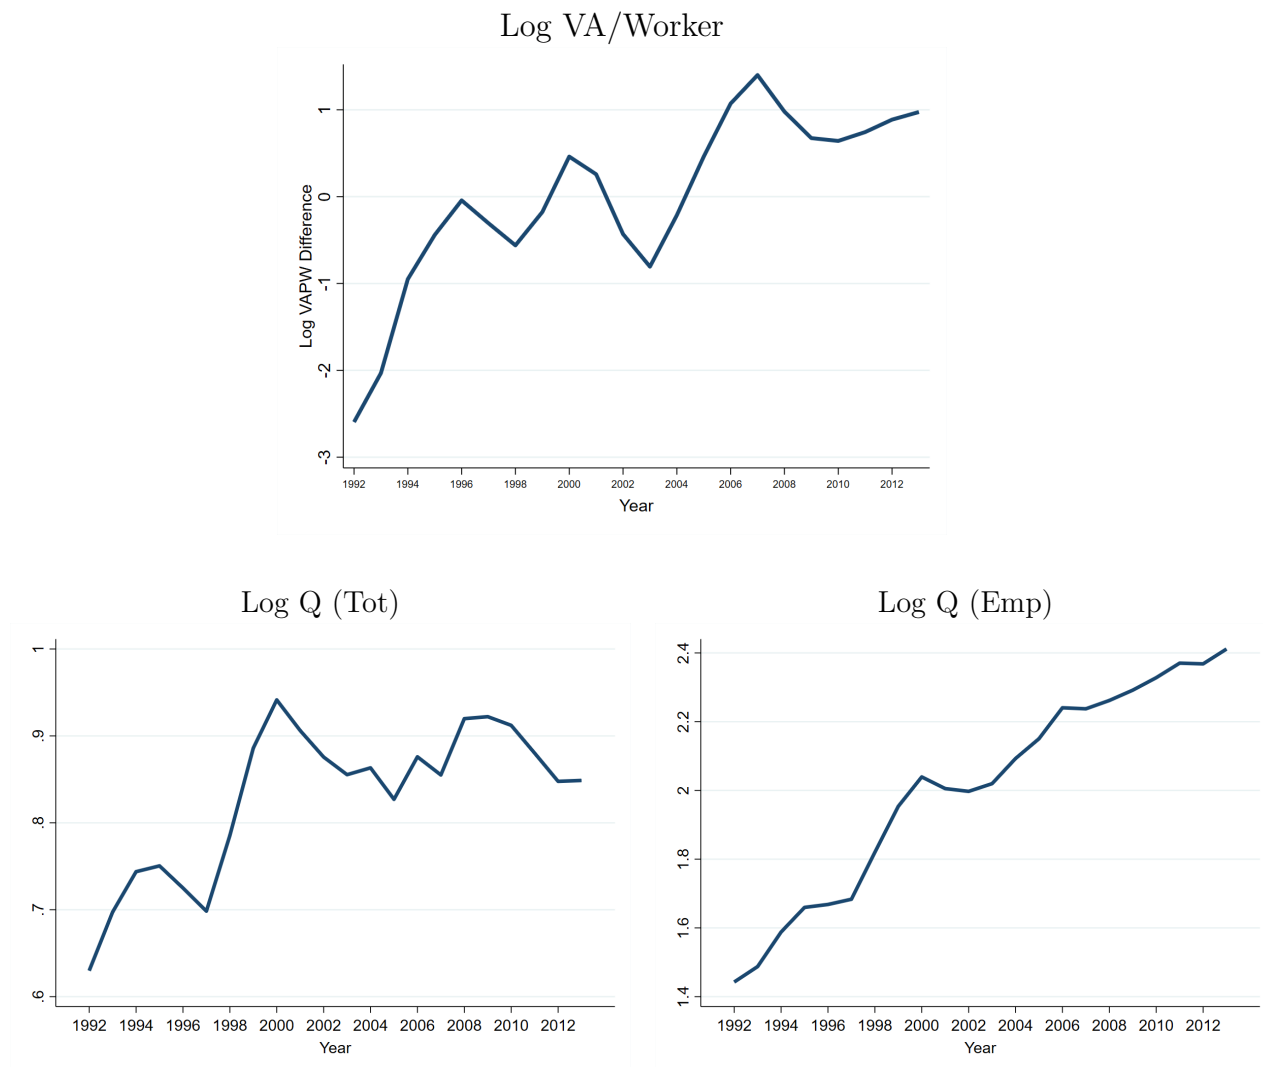 Log VA/Worker
Log VAPW Difference
1
0
-1
-2
-3
1992 1994 1996 1998 2000 2002 2004 2006 2008 2010 2012
Year
Log Q (Tot)
1
.9
.8
.7
.6
1992 1994 1996 1998 2000 2002 2004 2006 2008 2010 2012
Year
Log Q (Emp)
2.4
2.2
2
1.8
1.6
1.4
1992 1994 1996 1998 2000 2002 2004 2006 2008 2010 2012
Year